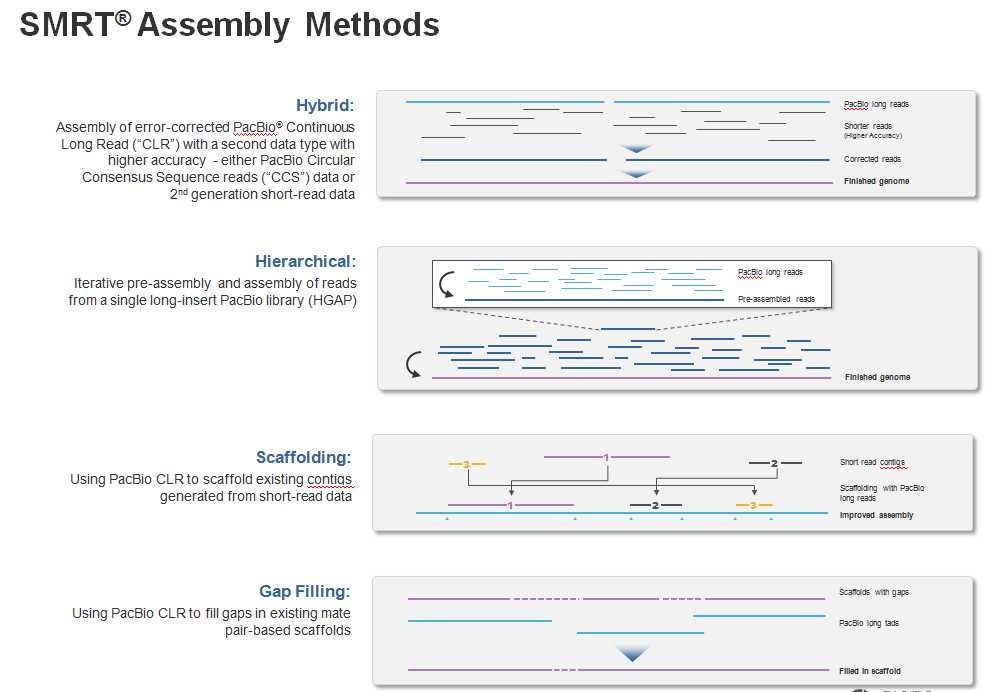 SMRT® Assembly Methods
Hybrid:
Assembly of error-corrected PacBio® Continuous
Long Read (“CLR”) with a second data type with
higher accuracy - either PacBio Circular
Consensus Sequence reads (“CCS”) data or
2nd generation short-read data
PacBio long reads
Shorter reads
(Higher Accuracy)
Corrected reads
Finished genome
Hierarchical:
Iterative pre-assembly and assembly of reads
from a single long-insert PacBio library (HGAP)
PacBio long reads
Pre-assembled reads
Finished genome
Scaffolding:
Using PacBio CLR to scaffold existing contigs
generated from short-read data
3
1
2
Short read contigs
Scaffolding with PacBio
long reads
1
2
3
Improved assembly
Gap Filling:
Using PacBio CLR to fill gaps in existing mate
pair-based scaffolds
Scaffolds with gaps
PacBio long tads
Filled in scaffold